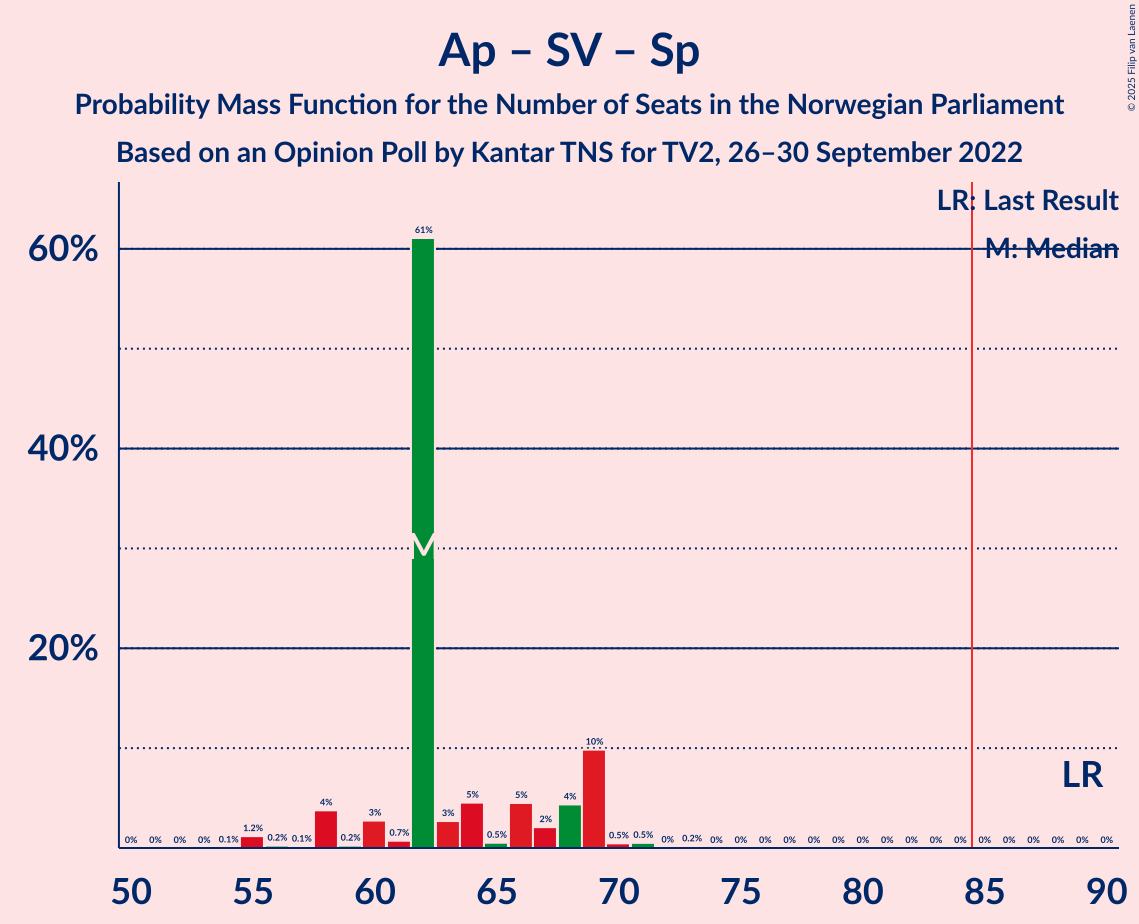 Ap – SV – Sp
Probability Mass Function for the Number of Seats in the Norwegian Parliament
Based on an Opinion Poll by Kantar TNS for TV2, 26–30 September 2022
© 2025 Filip van Laenen
LR: Last Result
M: Median
60%
40%
20%
61%
M
LR
0% 0% 0% 0% 0.1% 1.2% 0.2% 0.1% 4% 0.2% 3% 0.7% 3% 5% 0.5% 5% 2% 4% 10% 0.5% 0.5% 0% 0.2% 0% 0% 0% 0% 0% 0% 0% 0% 0% 0% 0% 0% 0% 0% 0% 0% 0%
50 55 60 65 70 75 80 85 90